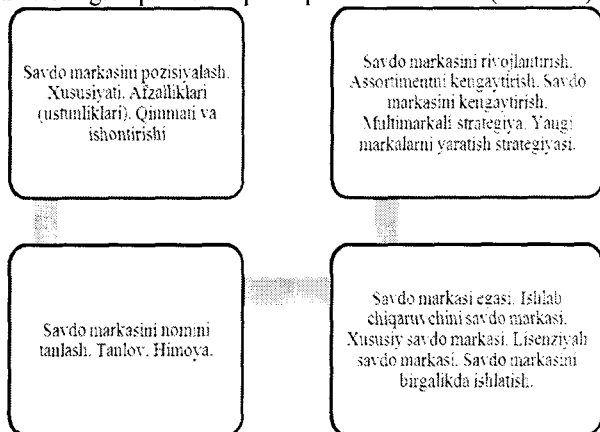 Savdo markasini pozisiyalash.
Xususiyati. Afzalliklari
(ustunliklari). Qimmati va
ishontirishi
Savdo markasini nomini
tanlash. Tanlov. Himoya.
Savdo markasi egasi. Ishlab
chiqaruvchini savdo markasi.
Xususiy savdo markasi. Lisenziyali
savdo markasi. Savdo markasini
birgalikda ishlatish.
Savdo markasini rivojlantirish.
Assortimentni kengaytirish. Savdo
markasini kengaytirish.
Multimarkali strategiya. Yangi
markalarni yaratish strategiyasi.